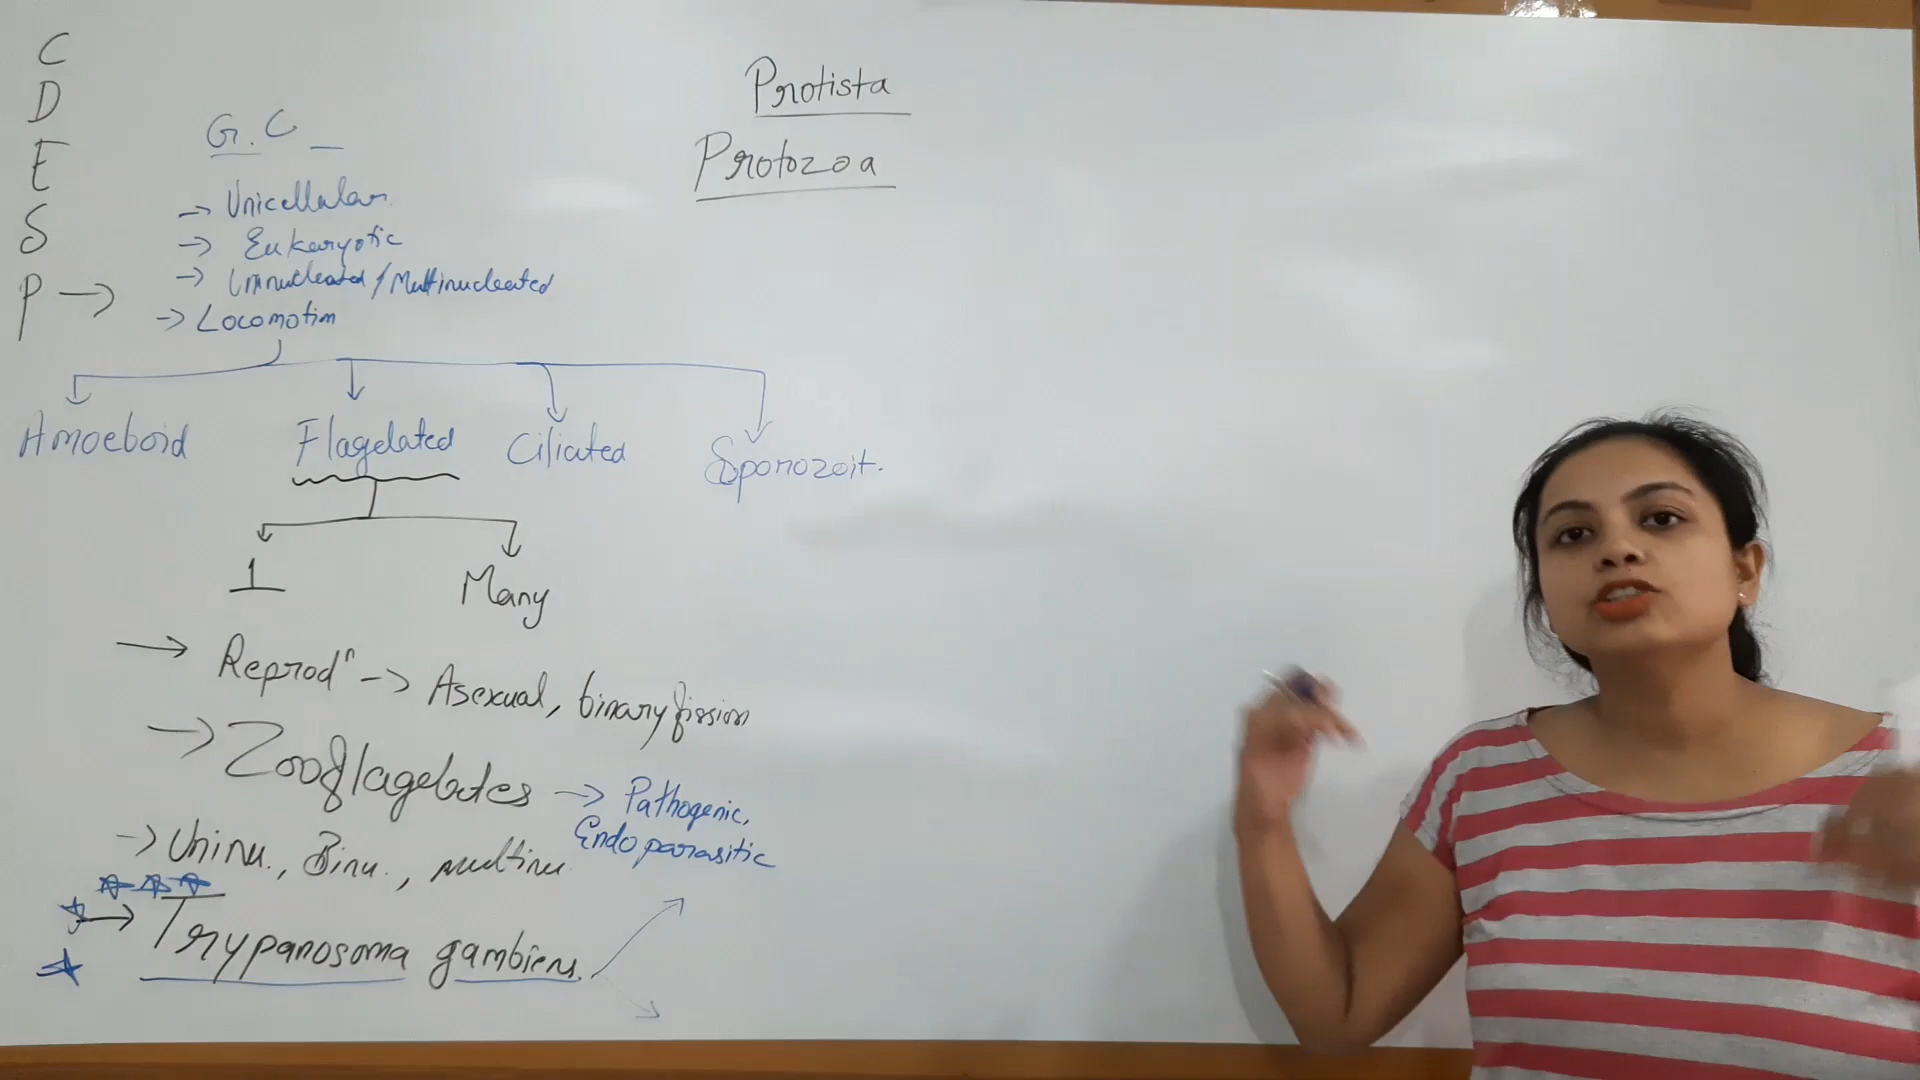 Protista
Protozoa
C
D
E
S
P →
G.C _
→ Unicellular
→ Eukaryotic
→ Uninucleated / Multinucleated
→ Locomotion
Amoeboid Flagelated Ciliated Sporozoit.
1 Many
→ Reprodⁿ → Asexual, binary fission
→ Zooflagelates → Pathogenic,
Endoparasitic
→ Uninu., Binu., multinu.
→ Trypanosoma gambiens.